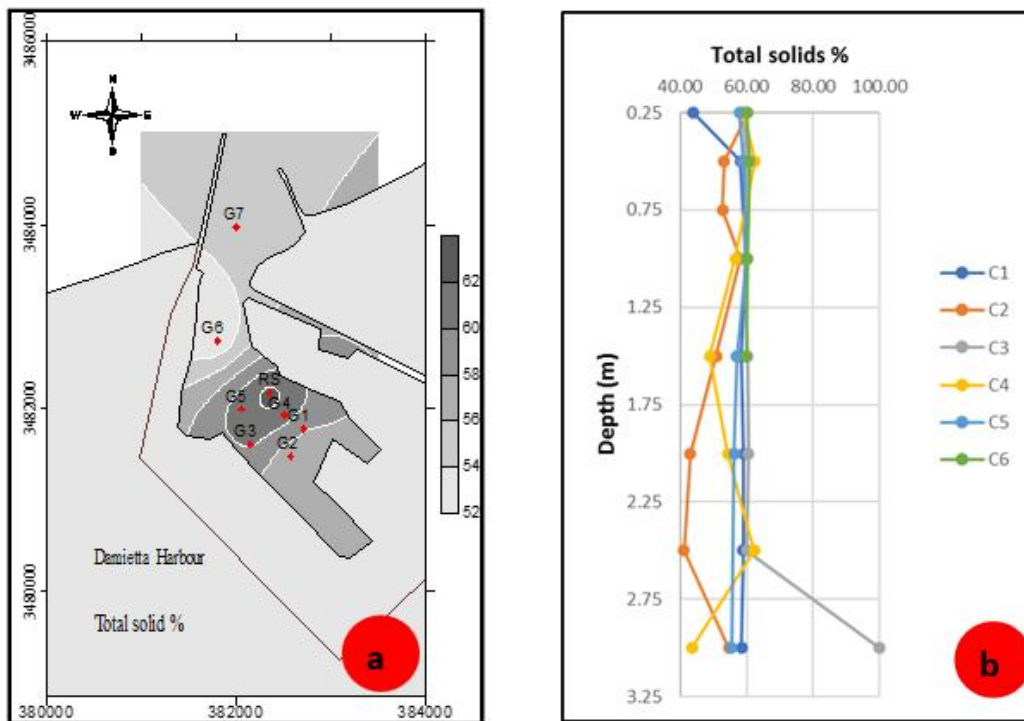 3486000
3484000
3482000
3480000
N
W E
S
G7
G6
RS
G5 G4
G1
G3
G2
62
60
58
56
54
52
Damietta Harbour
Total solid %
a
380000 382000 384000
Total solids %
40.00 60.00 80.00 100.00
0.25
0.75
1.25
1.75
2.25
2.75
3.25
Depth (m)
C1
C2
C3
C4
C5
C6
b